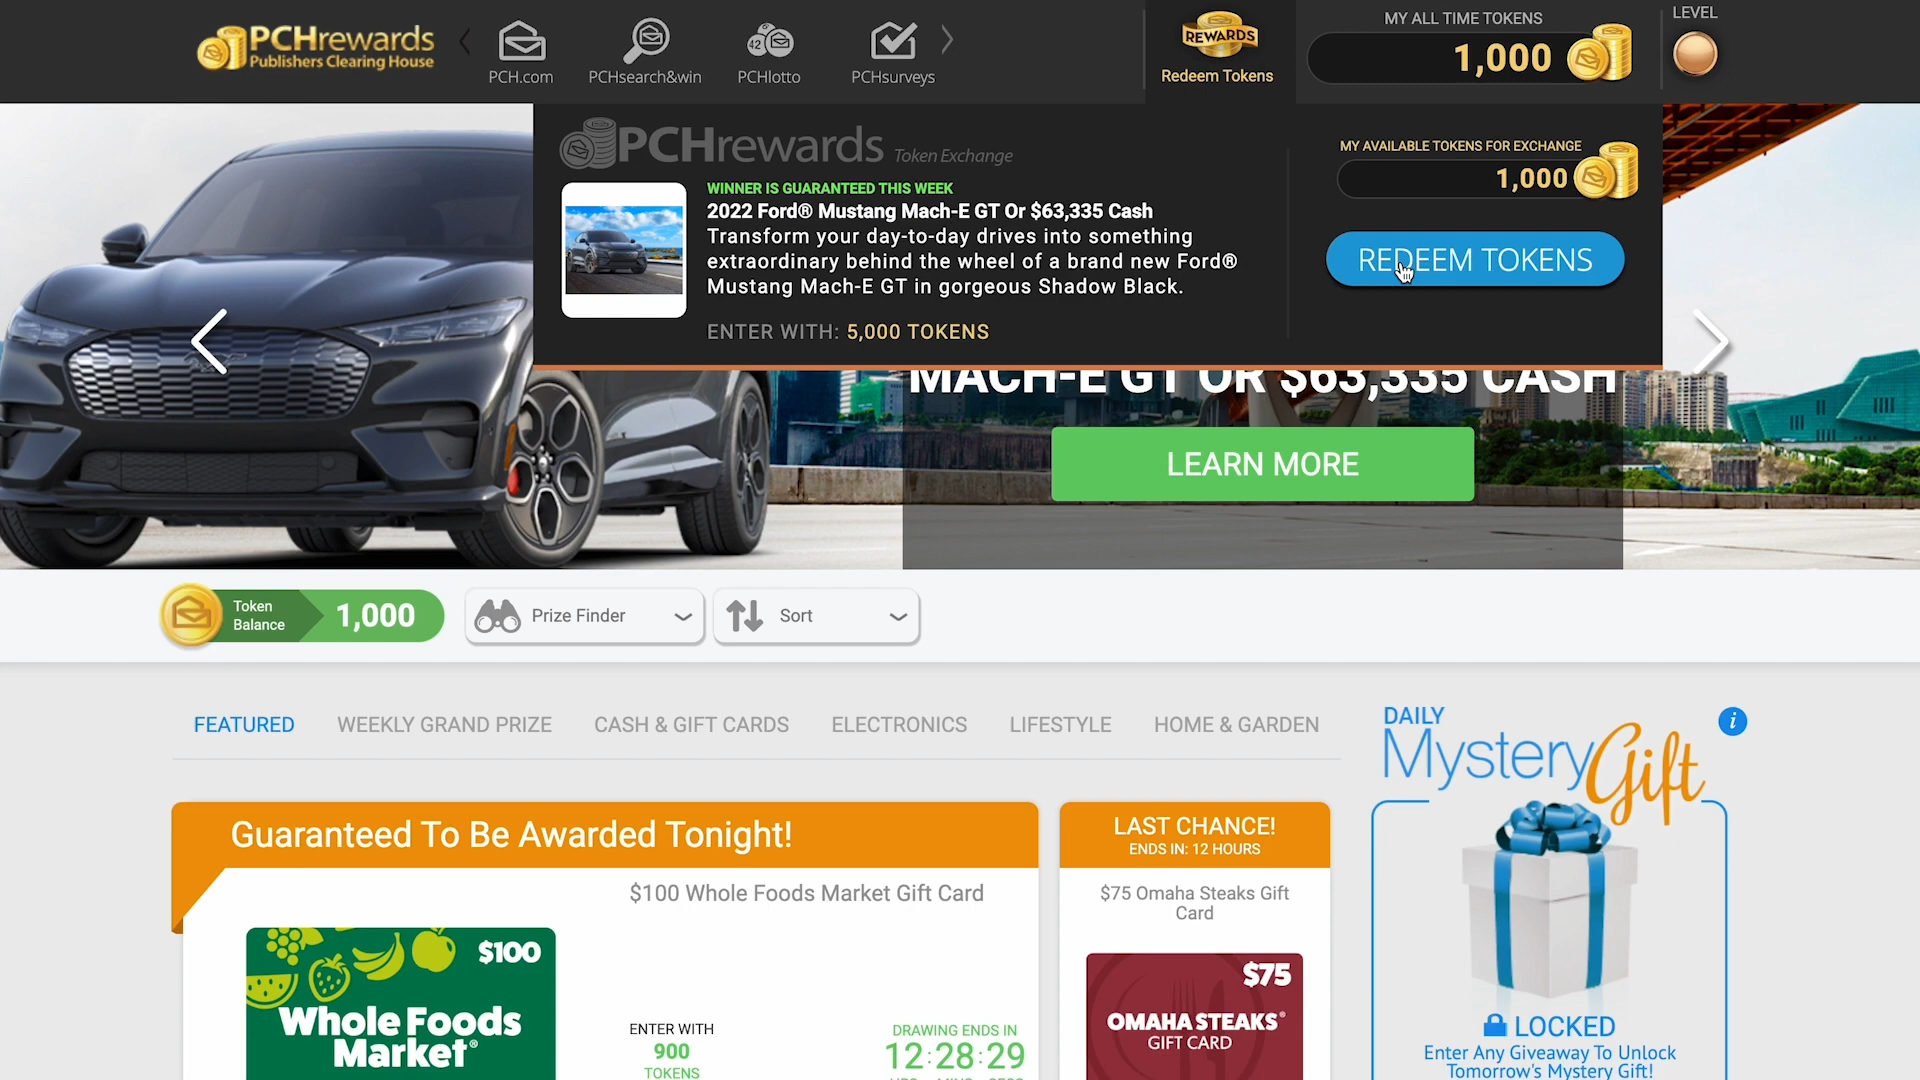 PCHrewards
Publishers Clearing House
PCH.com
PCHsearch&win
42
PCHlotto
PCHsurveys
REWARDS
Redeem Tokens
MY ALL TIME TOKENS
1,000
LEVEL
PCHrewards Token Exchange
WINNER IS GUARANTEED THIS WEEK
2022 Ford® Mustang Mach-E GT Or $63,335 Cash
Transform your day-to-day drives into something
extraordinary behind the wheel of a brand new Ford®
Mustang Mach-E GT in gorgeous Shadow Black.
ENTER WITH: 5,000 TOKENS
MY AVAILABLE TOKENS FOR EXCHANGE
1,000
REDEEM TOKENS
MACH-E GT OR $63,335 CASH
LEARN MORE
Token
Balance
1,000
Prize Finder
Sort
FEATURED
WEEKLY GRAND PRIZE
CASH & GIFT CARDS
ELECTRONICS
LIFESTYLE
HOME & GARDEN
Guaranteed To Be Awarded Tonight!
$100 Whole Foods Market Gift Card
$100
Whole Foods
Market®
ENTER WITH
900
TOKENS
DRAWING ENDS IN
12:28:29
LAST CHANCE!
ENDS IN: 12 HOURS
$75 Omaha Steaks Gift
Card
$75
OMAHA STEAKS®
GIFT CARD
DAILY
Mystery Gift
i
LOCKED
Enter Any Giveaway To Unlock
Tomorrow's Mystery Gift!